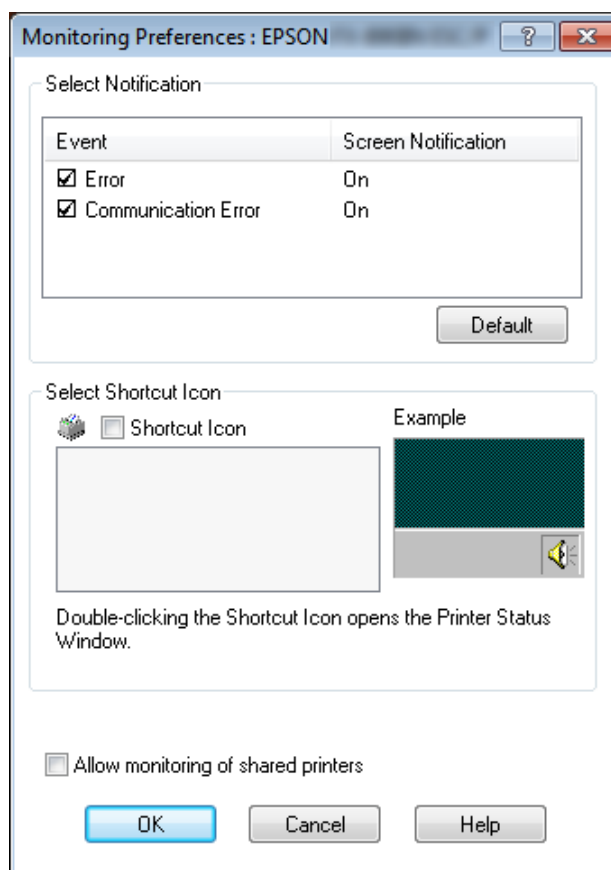 Monitoring Preferences : EPSON
Select Notification
Event Screen Notification
Error On
Communication Error On
Default
Select Shortcut Icon
Shortcut Icon
Example
Double-clicking the Shortcut Icon opens the Printer Status
Window.
Allow monitoring of shared printers
OK Cancel Help